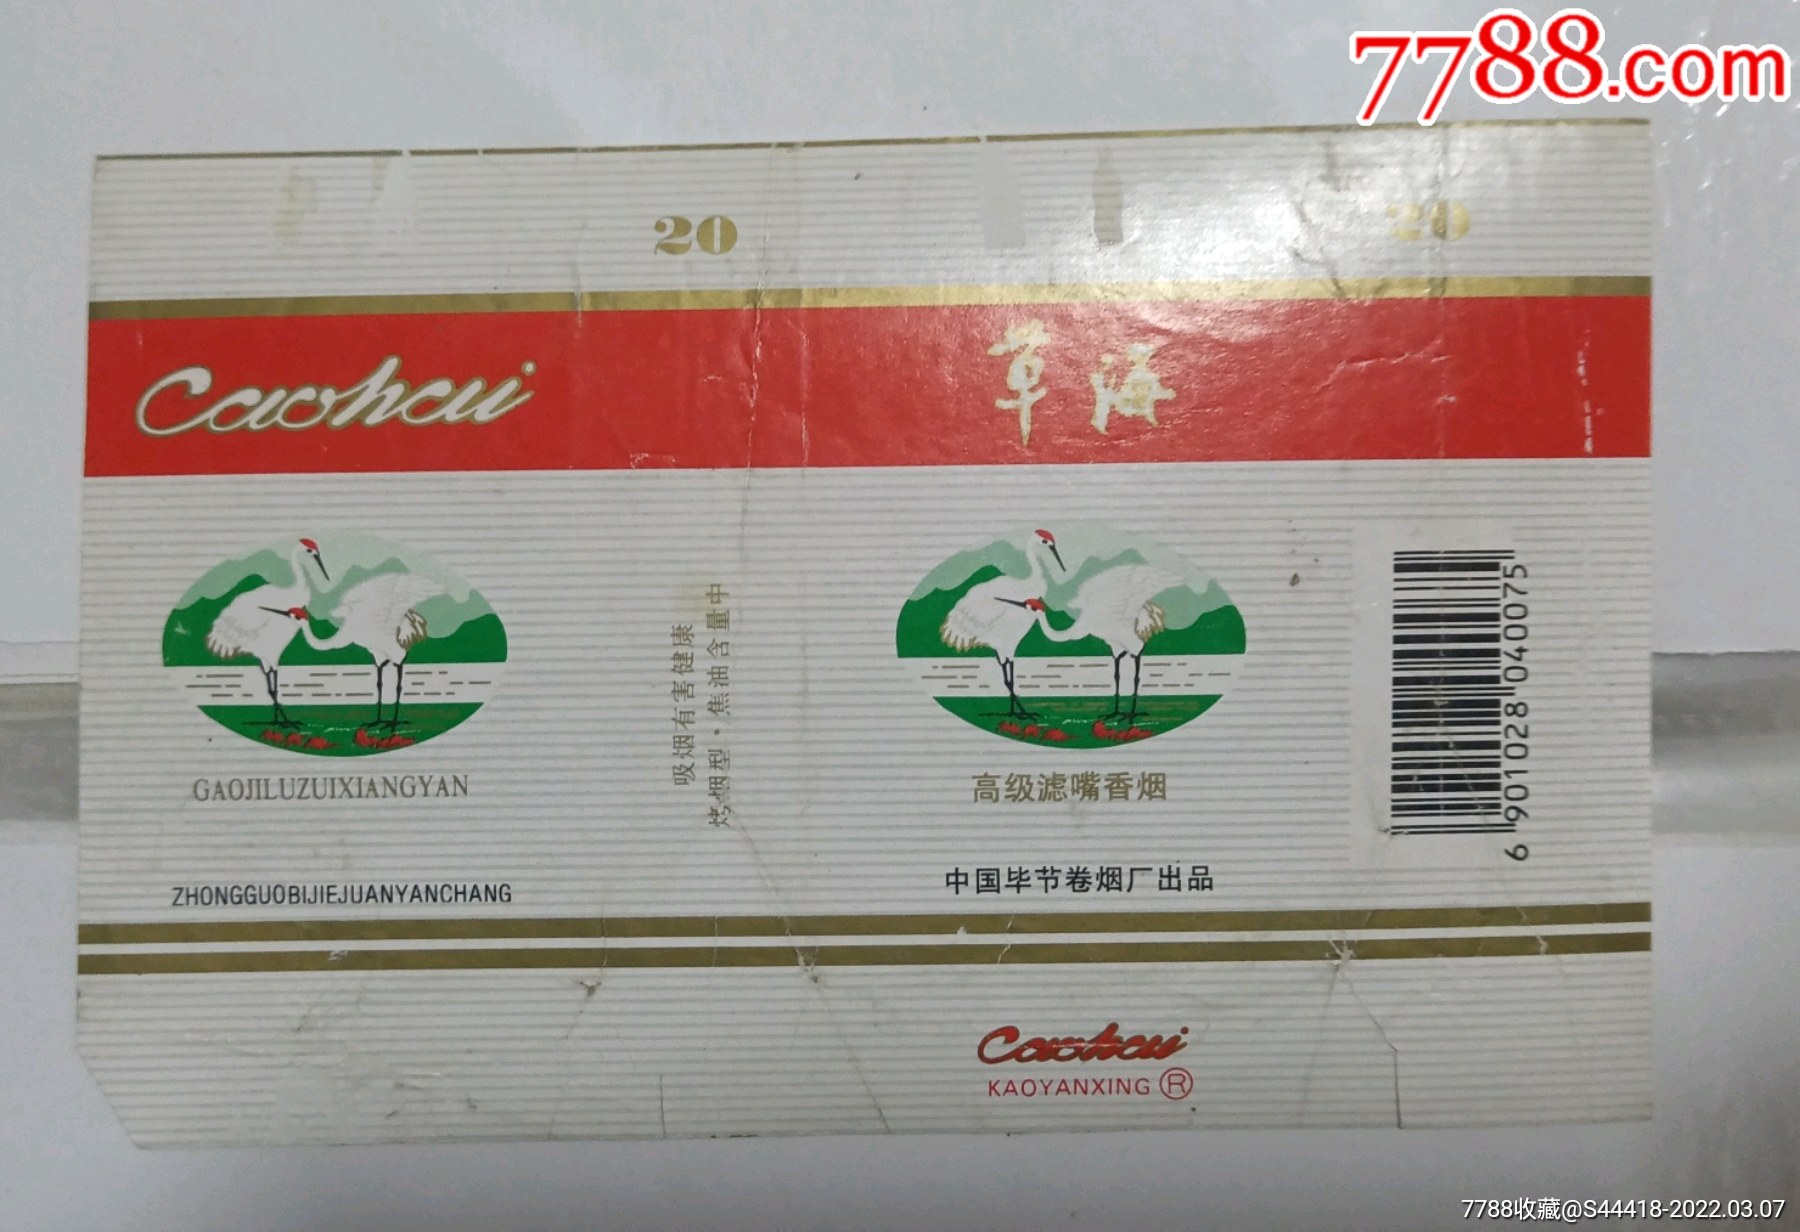 7788.com
20
20
Caohai
草海
吸烟有害健康
烤烟型·焦油含量中
GAOJILUZUIXIANGYAN
高级滤嘴香烟
ZHONGGUOBIJIEJUANYANCHANG
中国毕节卷烟厂出品
6 901028 040075
Caohai
KAOYANXING ®
7788收藏@S44418-2022.03.07